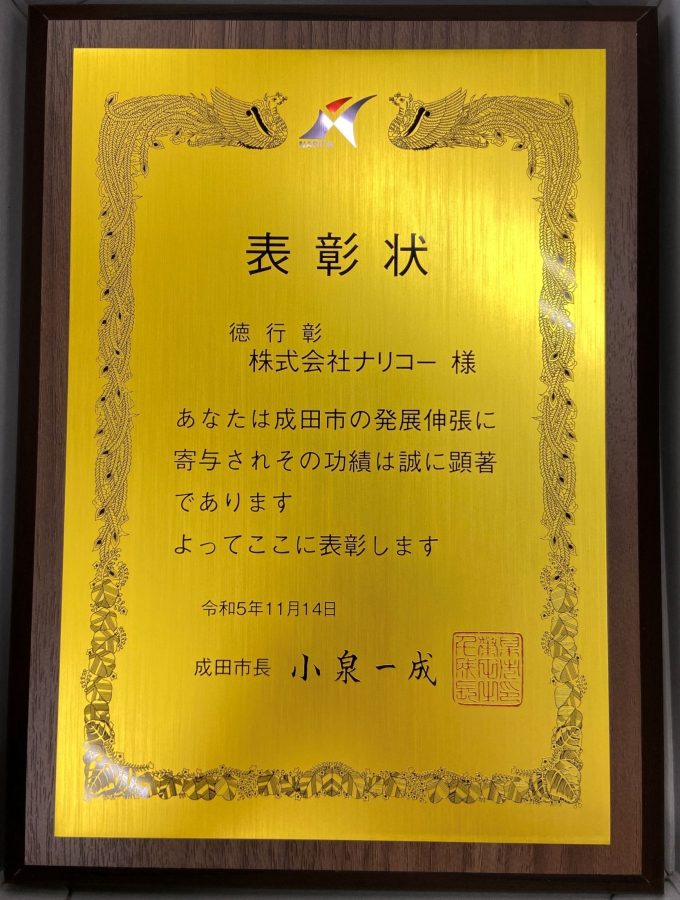 NARITA
表彰状
徳行彰
株式会社ナリコー 様
あなたは成田市の発展伸張に
寄与されその功績は誠に顕著
であります
よってここに表彰します
令和5年11月14日
成田市長 小泉一成